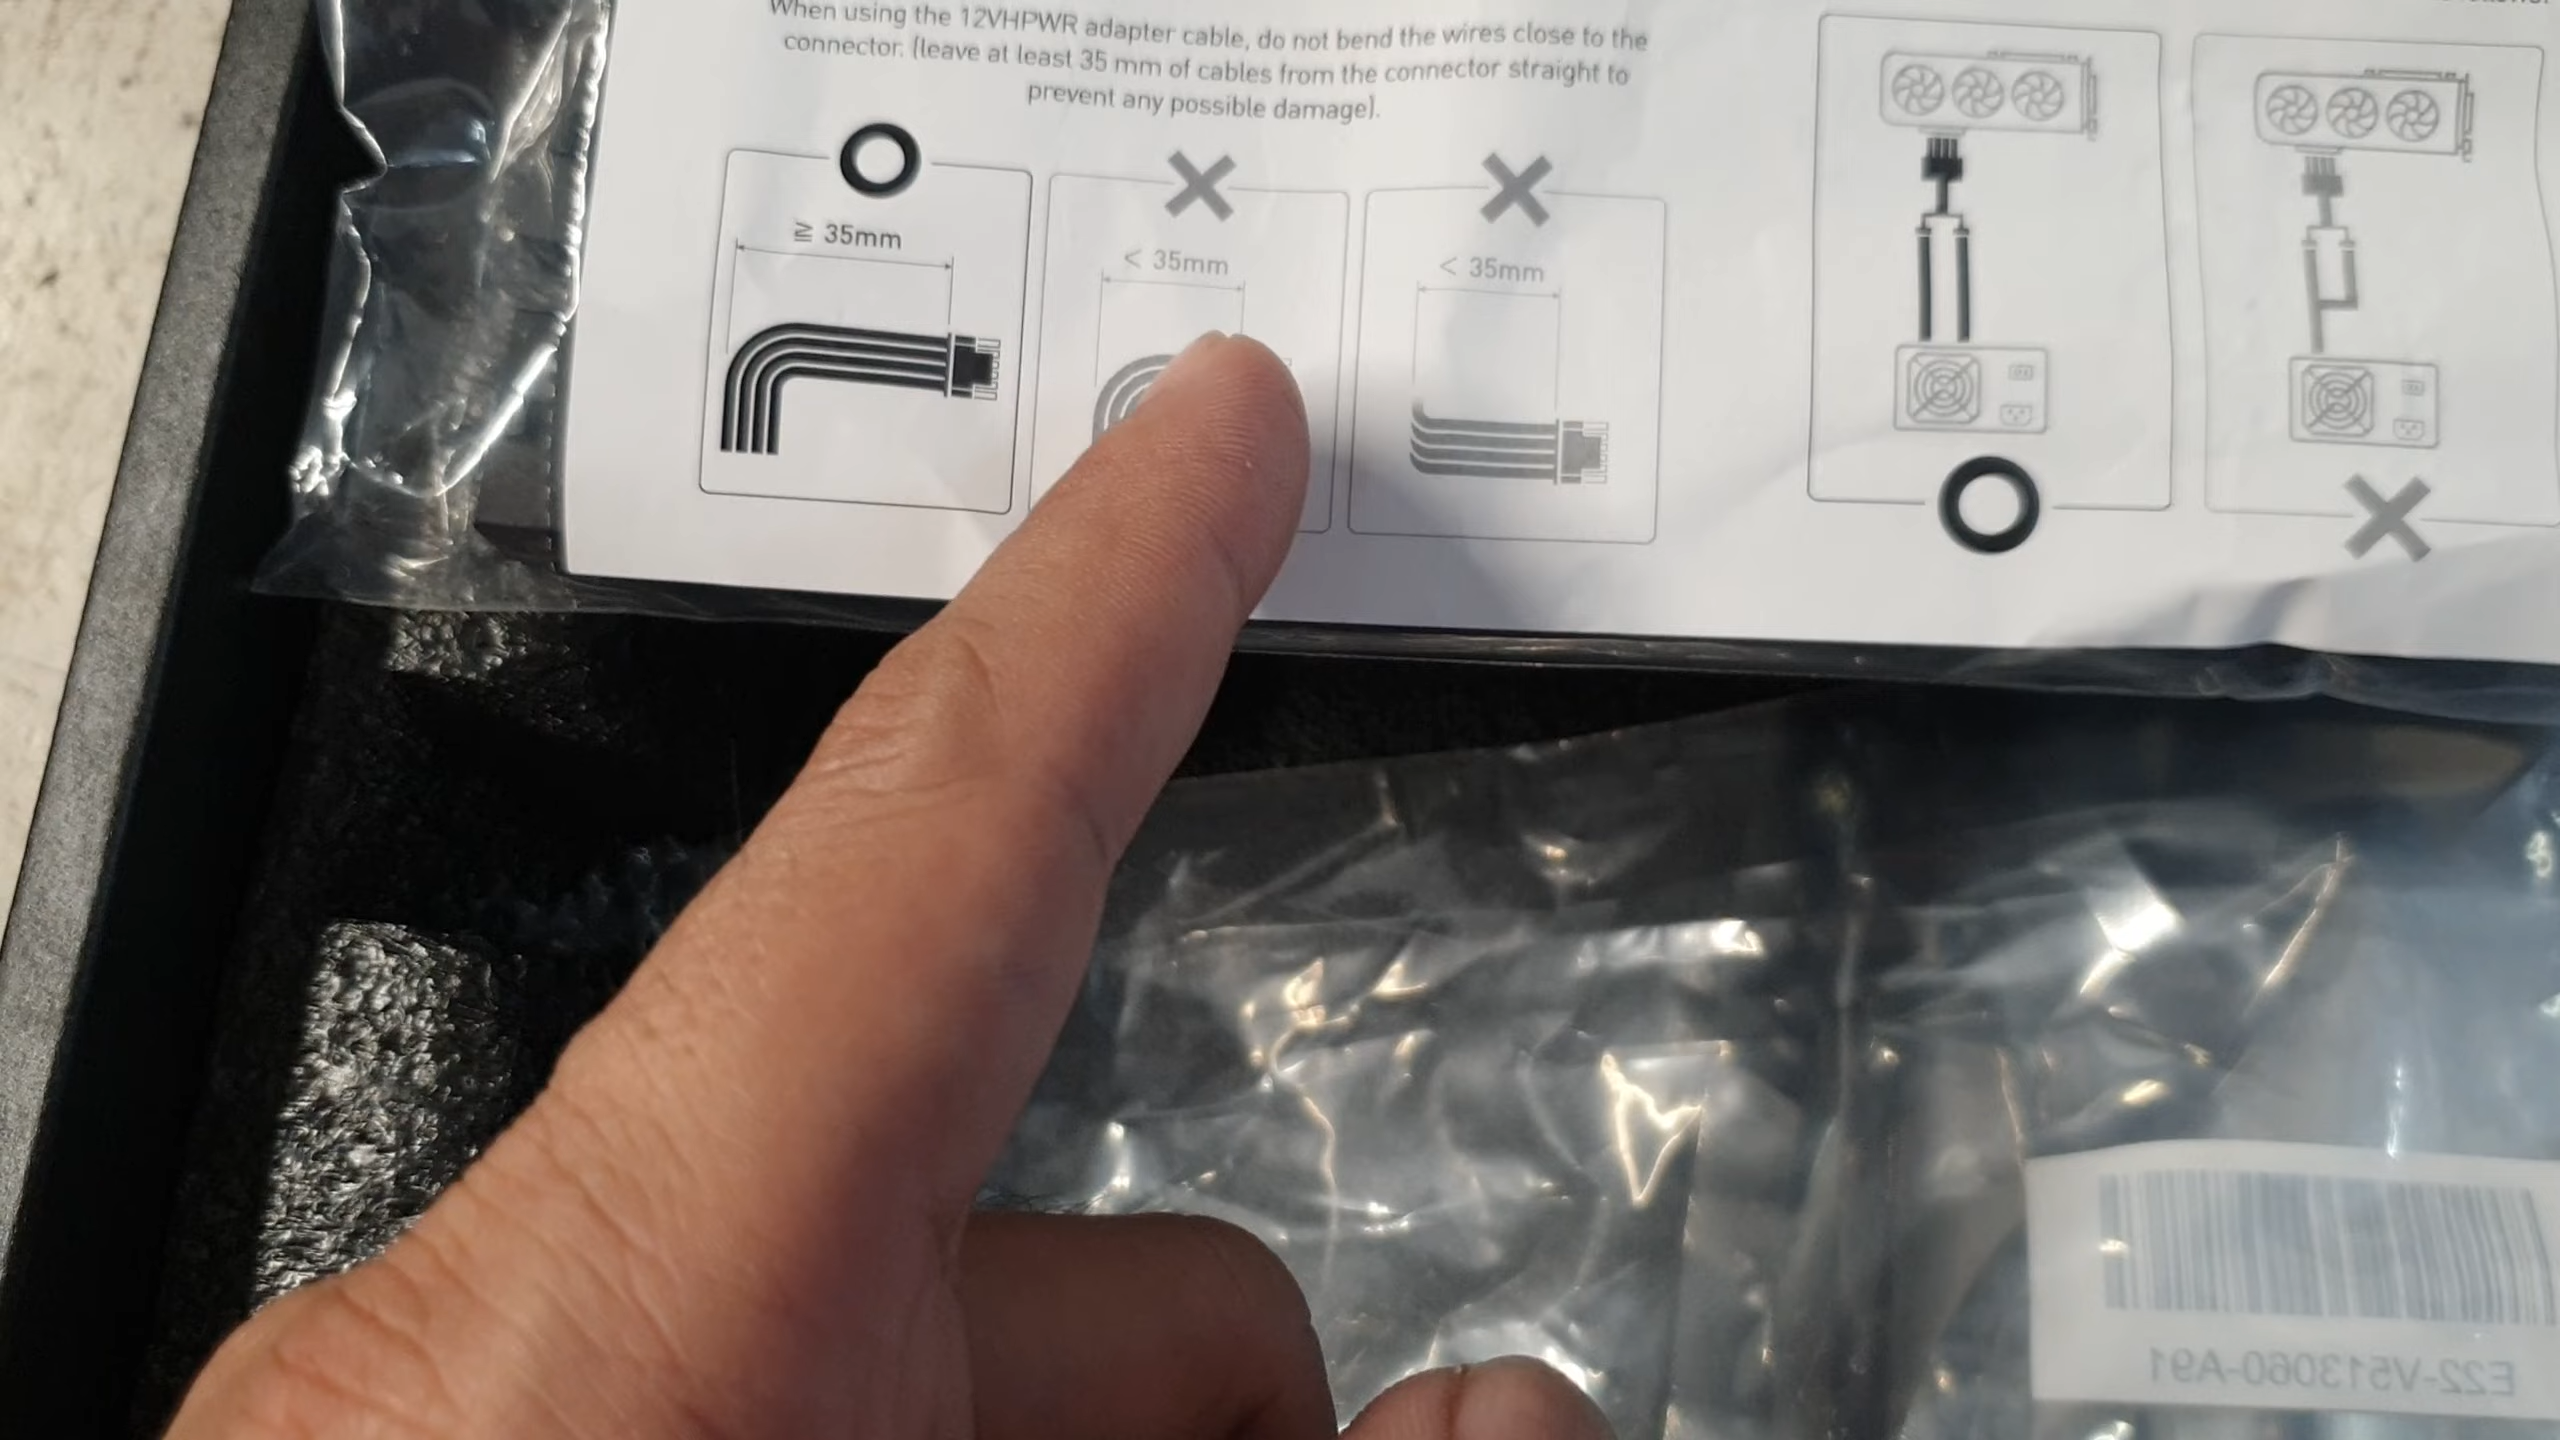 When using the 12VHPWR adapter cable, do not bend the wires close to the
connector. (leave at least 35 mm of cables from the connector straight to
prevent any possible damage).
≧ 35mm
< 35mm
< 35mm
E22-V513060-A91